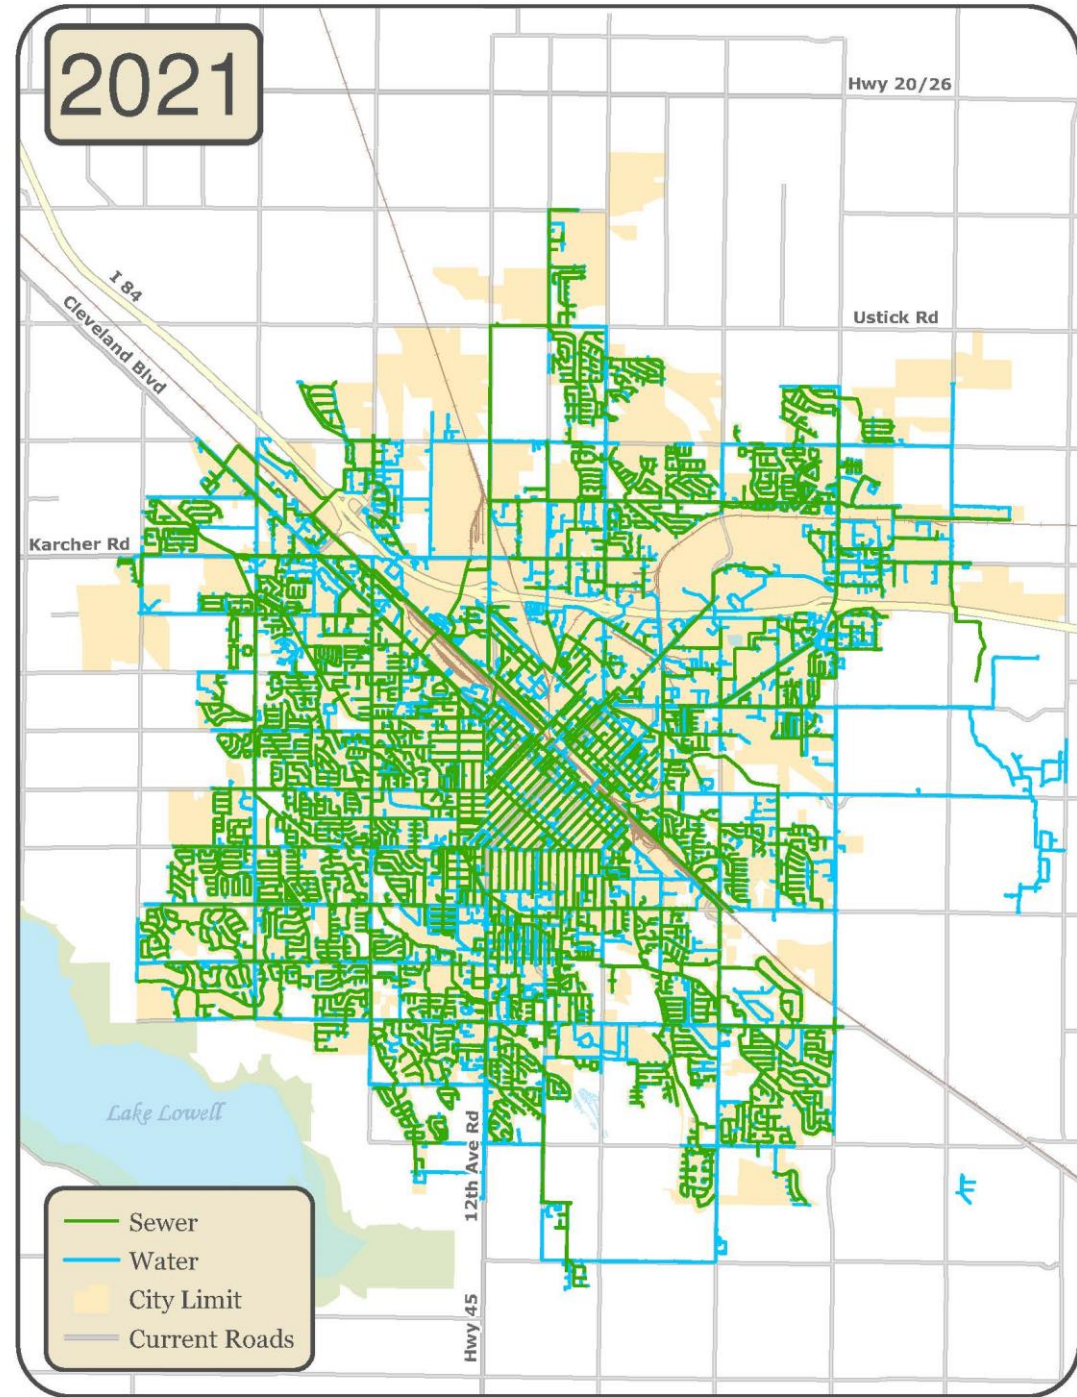 2021
Hwy 20/26
I 84
Cleveland Blvd
Ustick Rd
Karcher Rd
Lake Lowell
12th Ave Rd
Hwy 45
Sewer
Water
City Limit
Current Roads